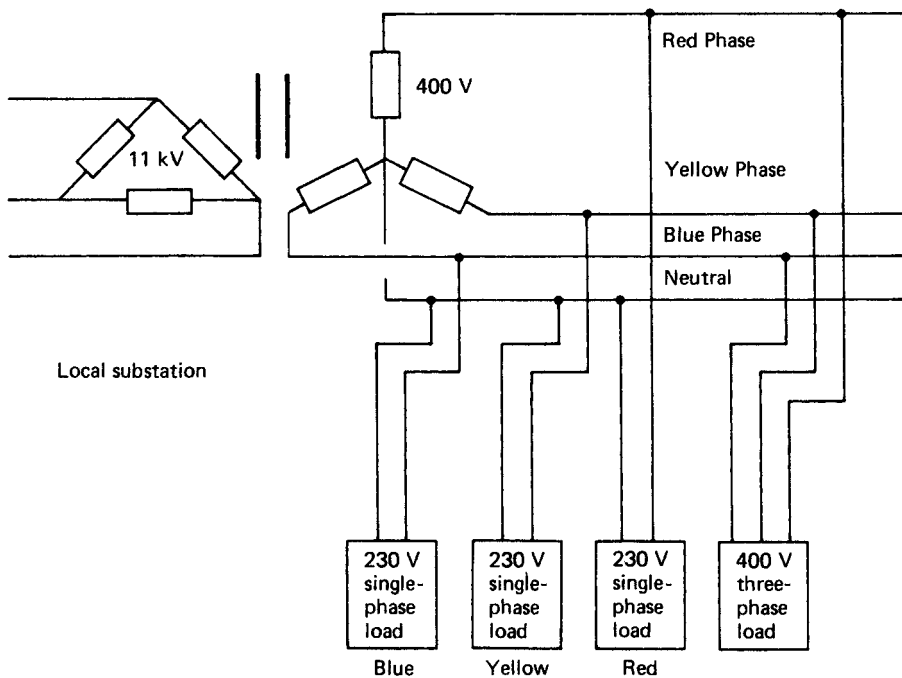 Red Phase
400 V
11 kV
Yellow Phase
Blue Phase
Neutral
Local substation
230 V
single-
phase
load
230 V
single-
phase
load
230 V
single-
phase
load
400 V
three-
phase
load
Blue
Yellow
Red